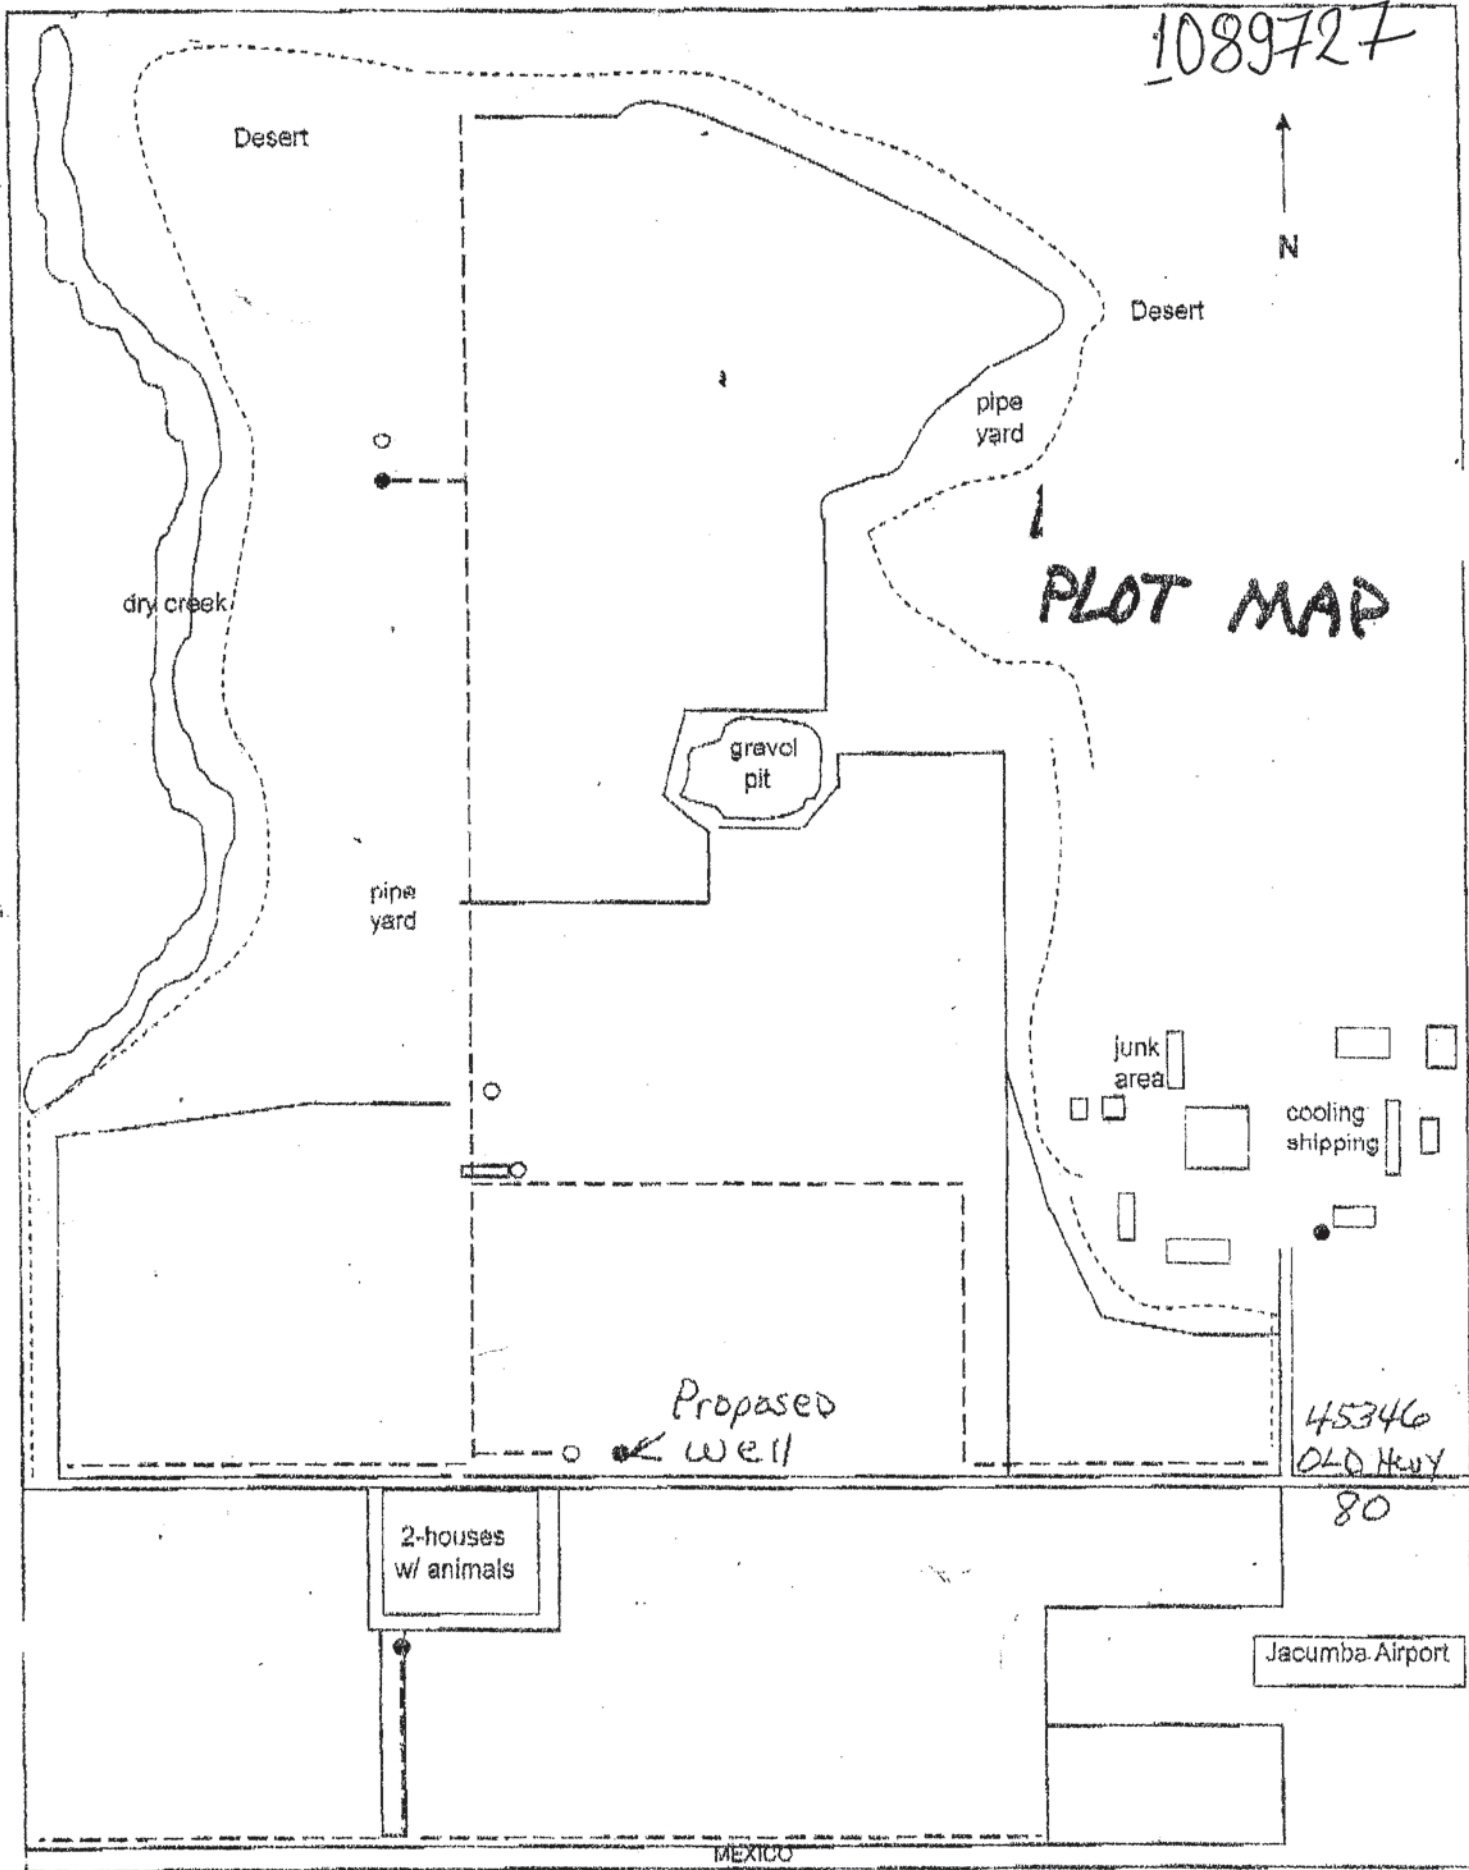 1089727
Desert
N
Desert
pipe
yard
PLOT MAP
dry creek
gravol
pit
pipe
yard
junk
area
cooling
shipping
Proposed
well
45346
OLD HWY
80
2-houses
w/ animals
Jacumba Airport
MEXICO